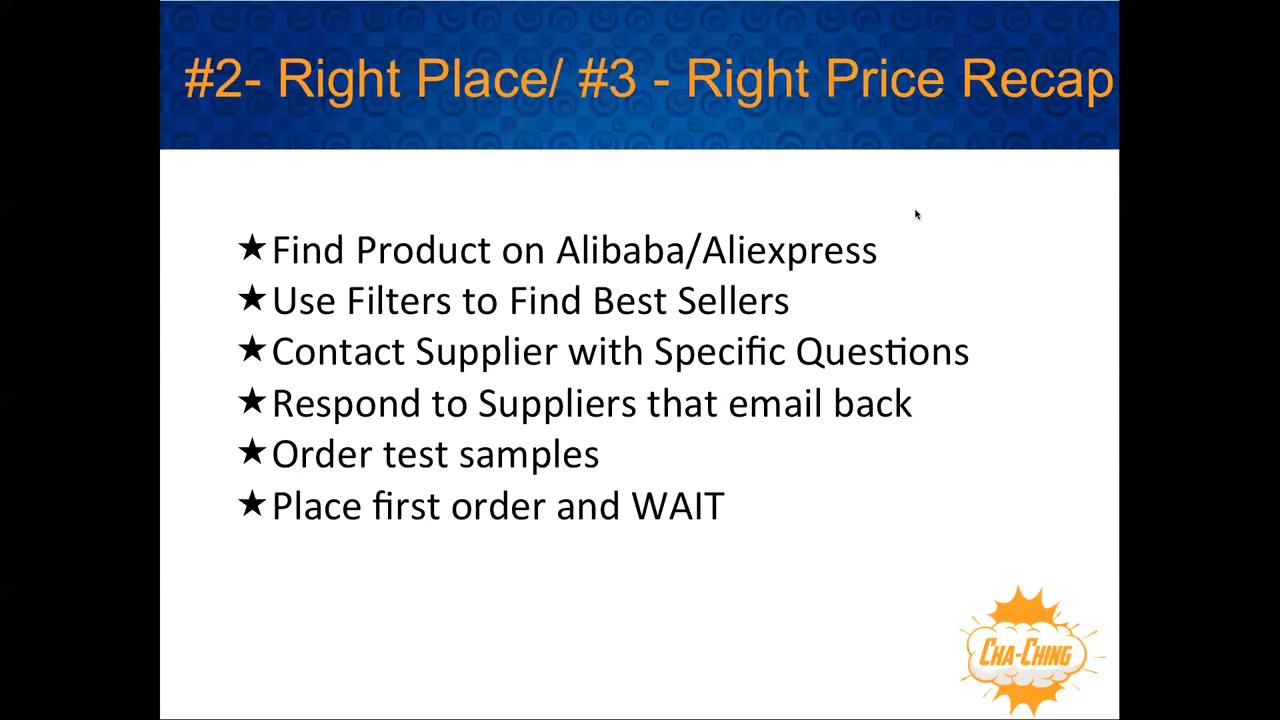 #2- Right Place/ #3 - Right Price Recap
★Find Product on Alibaba/Aliexpress
★Use Filters to Find Best Sellers
★Contact Supplier with Specific Questions
★Respond to Suppliers that email back
★Order test samples
★Place first order and WAIT
CHA-CHING